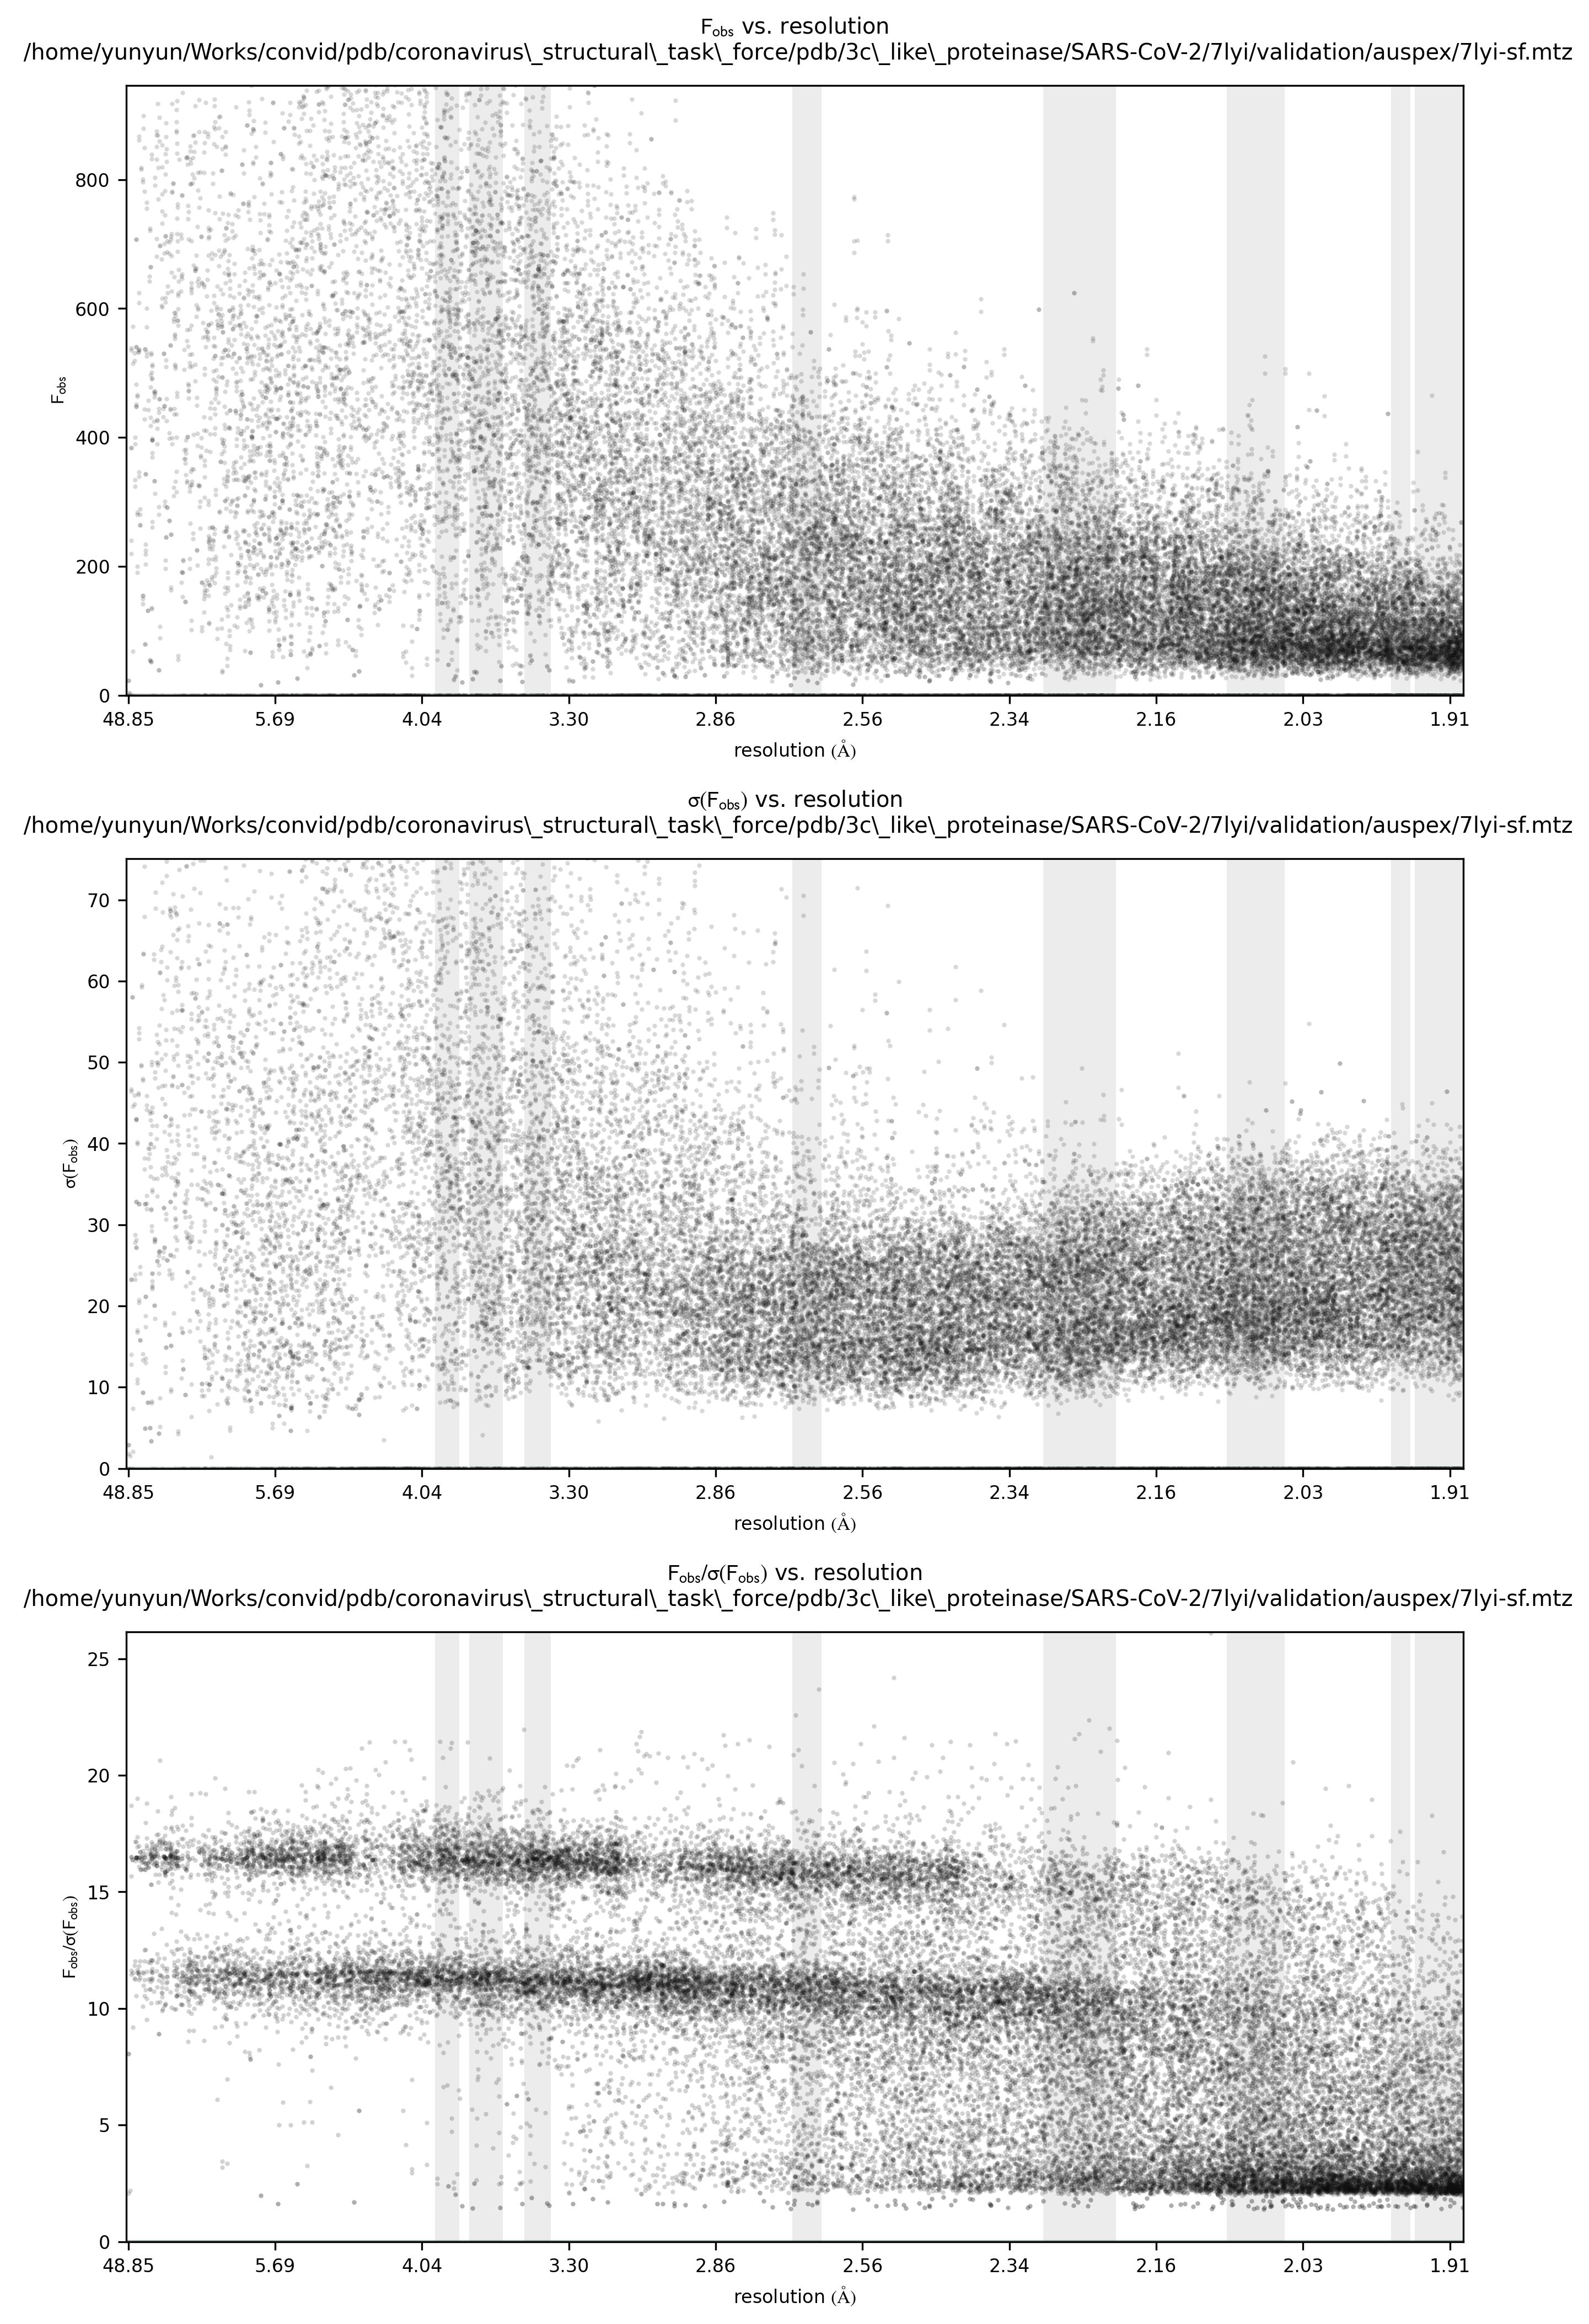 Fobs vs. resolution
/home/yunyun/Works/convid/pdb/coronavirus\_structural\_task\_force/pdb/3c\_like\_proteinase/SARS-CoV-2/7lyi/validation/auspex/7lyi-sf.mtz
Fobs
800
600
400
200
0
48.85 5.69 4.04 3.30 2.86 2.56 2.34 2.16 2.03 1.91
resolution (Å)
σ(Fobs) vs. resolution
/home/yunyun/Works/convid/pdb/coronavirus\_structural\_task\_force/pdb/3c\_like\_proteinase/SARS-CoV-2/7lyi/validation/auspex/7lyi-sf.mtz
σ(Fobs)
70
60
50
40
30
20
10
0
48.85 5.69 4.04 3.30 2.86 2.56 2.34 2.16 2.03 1.91
resolution (Å)
Fobs/σ(Fobs) vs. resolution
/home/yunyun/Works/convid/pdb/coronavirus\_structural\_task\_force/pdb/3c\_like\_proteinase/SARS-CoV-2/7lyi/validation/auspex/7lyi-sf.mtz
Fobs/σ(Fobs)
25
20
15
10
5
0
48.85 5.69 4.04 3.30 2.86 2.56 2.34 2.16 2.03 1.91
resolution (Å)